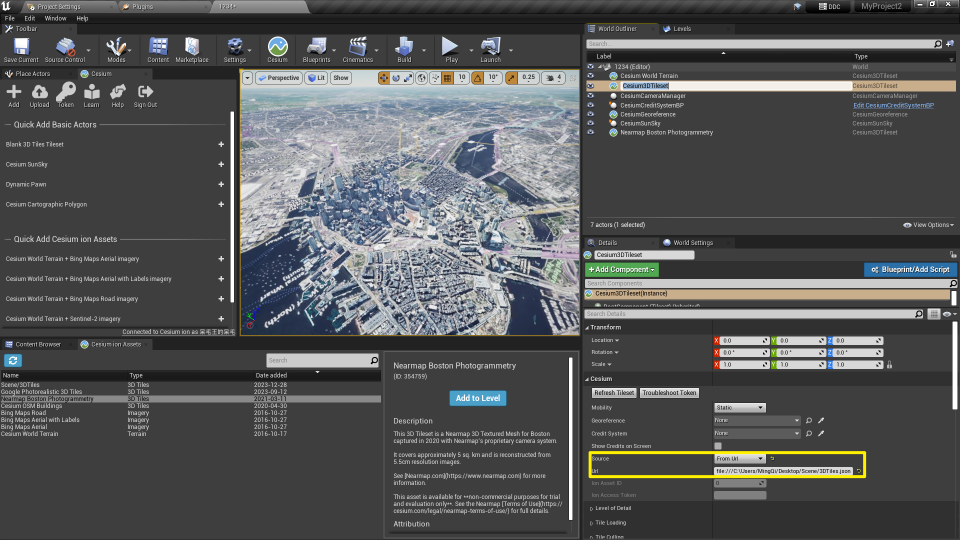 Project Settings
Plugins
1234*
DDC
MyProject2
File Edit Window Help
Toolbar
Save Current
Source Control
Modes
Content
Marketplace
Settings
Cesium
Blueprints
Cinematics
Build
Play
Launch
Place Actors
Cesium
Add
Upload
Token
Learn
Help
Sign Out
Quick Add Basic Actors
Blank 3D Tiles Tileset
Cesium SunSky
Dynamic Pawn
Cesium Cartographic Polygon
Quick Add Cesium ion Assets
Cesium World Terrain + Bing Maps Aerial imagery
Cesium World Terrain + Bing Maps Aerial with Labels imagery
Cesium World Terrain + Bing Maps Road imagery
Cesium World Terrain + Sentinel-2 imagery
Connected to Cesium ion as 采毛王的采毛
Perspective
Lit
Show
10
10°
0.25
4
World Outliner
Levels
Search...
Label
Type
1234 (Editor) World
Cesium World Terrain Cesium3DTileset
Cesium3DTileset Cesium3DTileset
CesiumCameraManager CesiumCameraManager
CesiumCreditSystemBP Edit CesiumCreditSystemBP
CesiumGeoreference CesiumGeoreference
CesiumSunSky CesiumSunSky
Nearmap Boston Photogrammetry Cesium3DTileset
7 actors (1 selected)
View Options
Details
World Settings
Cesium3DTileset
+Add Component
Blueprint/Add Script
Search Components
Cesium3DTileset(Instance)
Search Details
Transform
Location X 0.0 Y 0.0 Z 0.0
Rotation X 0.0° Y 0.0° Z 0.0°
Scale X 1.0 Y 1.0 Z 1.0
Cesium
Refresh Tileset
Troubleshoot Token
Mobility Static
Georeference None
Credit System None
Show Credits on Screen
Source From Url
Url file:///C:\Users/MingQi/Desktop/Scene/3DTiles.json
Ion Asset ID 0
Ion Access Token
Level of Detail
Tile Loading
Tile Culling
Content Browser
Cesium ion Assets
Search
Name Type Date added
Scene/3DTiles 3D Tiles 2023-12-28
Google Photorealistic 3D Tiles 3D Tiles 2023-09-12
Nearmap Boston Photogrammetry 3D Tiles 2021-03-11
Cesium OSM Buildings 3D Tiles 2020-04-30
Bing Maps Road Imagery 2016-10-27
Bing Maps Aerial with Labels Imagery 2016-10-27
Bing Maps Aerial Imagery 2016-10-27
Cesium World Terrain Terrain 2016-10-17
Nearmap Boston Photogrammetry
(ID: 354759)
Add to Level
Description
This 3D Tileset is a Nearmap 3D Textured Mesh for Boston
captured in 2020 with Nearmap's proprietary camera system.
It covers approximately 5 sq. km and is reconstructed from
5.5cm resolution images.
See [Nearmap.com](https://www.nearmap.com) for more
information.
This asset is available for **non-commercial purposes for trial
and evaluation only**. See the Nearmap [Terms of Use](https://
cesium.com/legal/nearmap-terms-of-use/) for full details.
Attribution